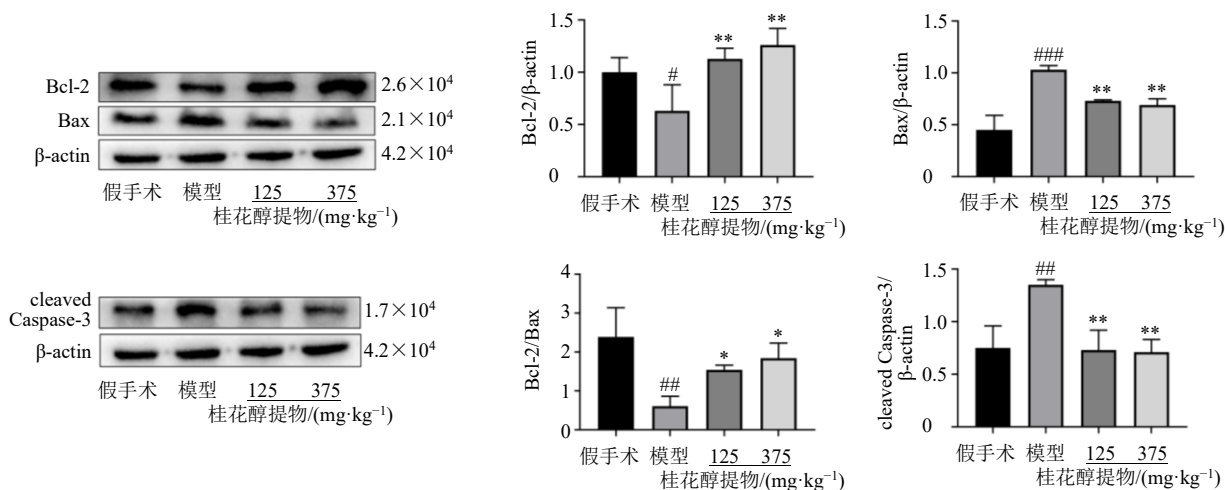 Bcl-2
2.6×10⁴
Bax
2.1×10⁴
β-actin
4.2×10⁴
假手术 模型 125 375
桂花醇提物/(mg·kg⁻¹)
Bcl-2/β-actin
1.5
1.0
0.5
0
#
**
**
假手术 模型 125 375
桂花醇提物/(mg·kg⁻¹)
Bax/β-actin
1.5
1.0
0.5
0
###
**
**
假手术 模型 125 375
桂花醇提物/(mg·kg⁻¹)
cleaved
Caspase-3
1.7×10⁴
β-actin
4.2×10⁴
假手术 模型 125 375
桂花醇提物/(mg·kg⁻¹)
Bcl-2/Bax
4
3
2
1
0
##
*
*
假手术 模型 125 375
桂花醇提物/(mg·kg⁻¹)
cleaved Caspase-3/
β-actin
1.5
1.0
0.5
0
##
**
**
假手术 模型 125 375
桂花醇提物/(mg·kg⁻¹)